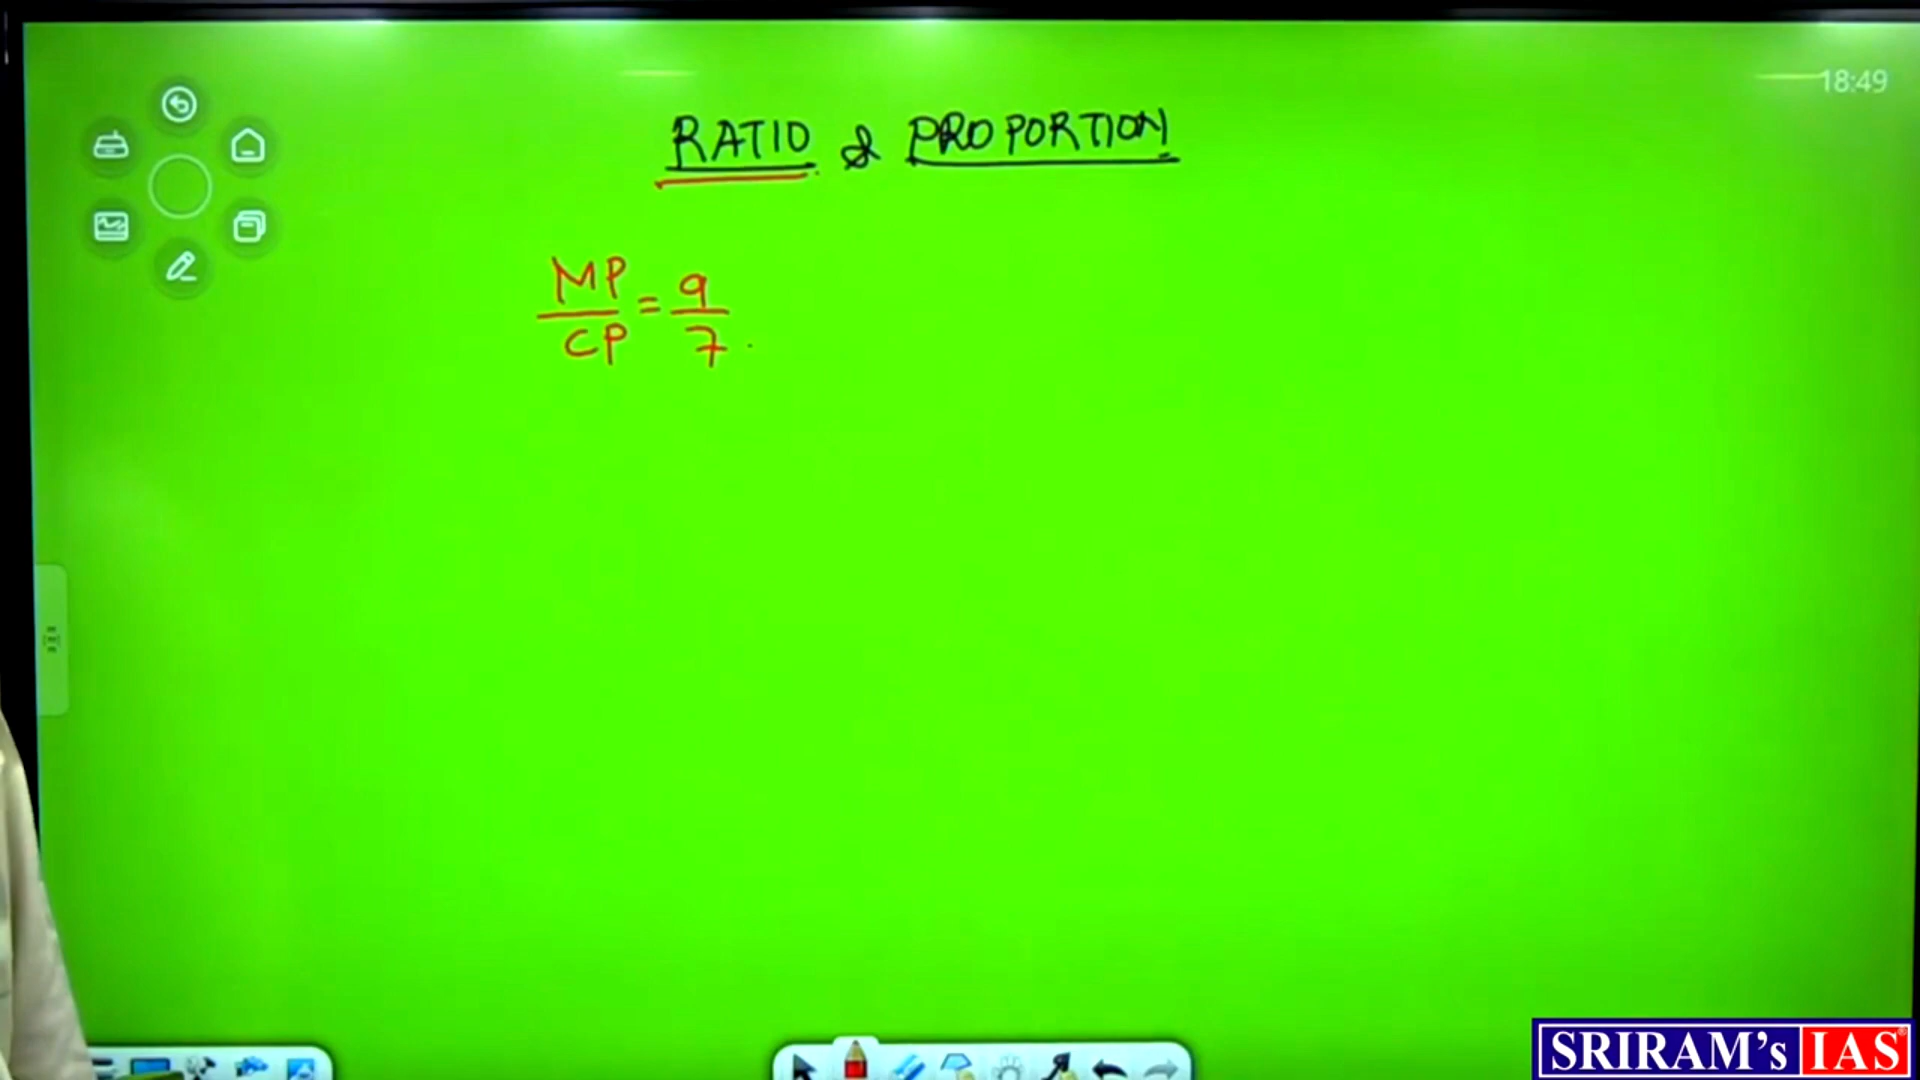 18:49
RATIO & PROPORTION
MP/CP = 9/7
SRIRAM's IAS